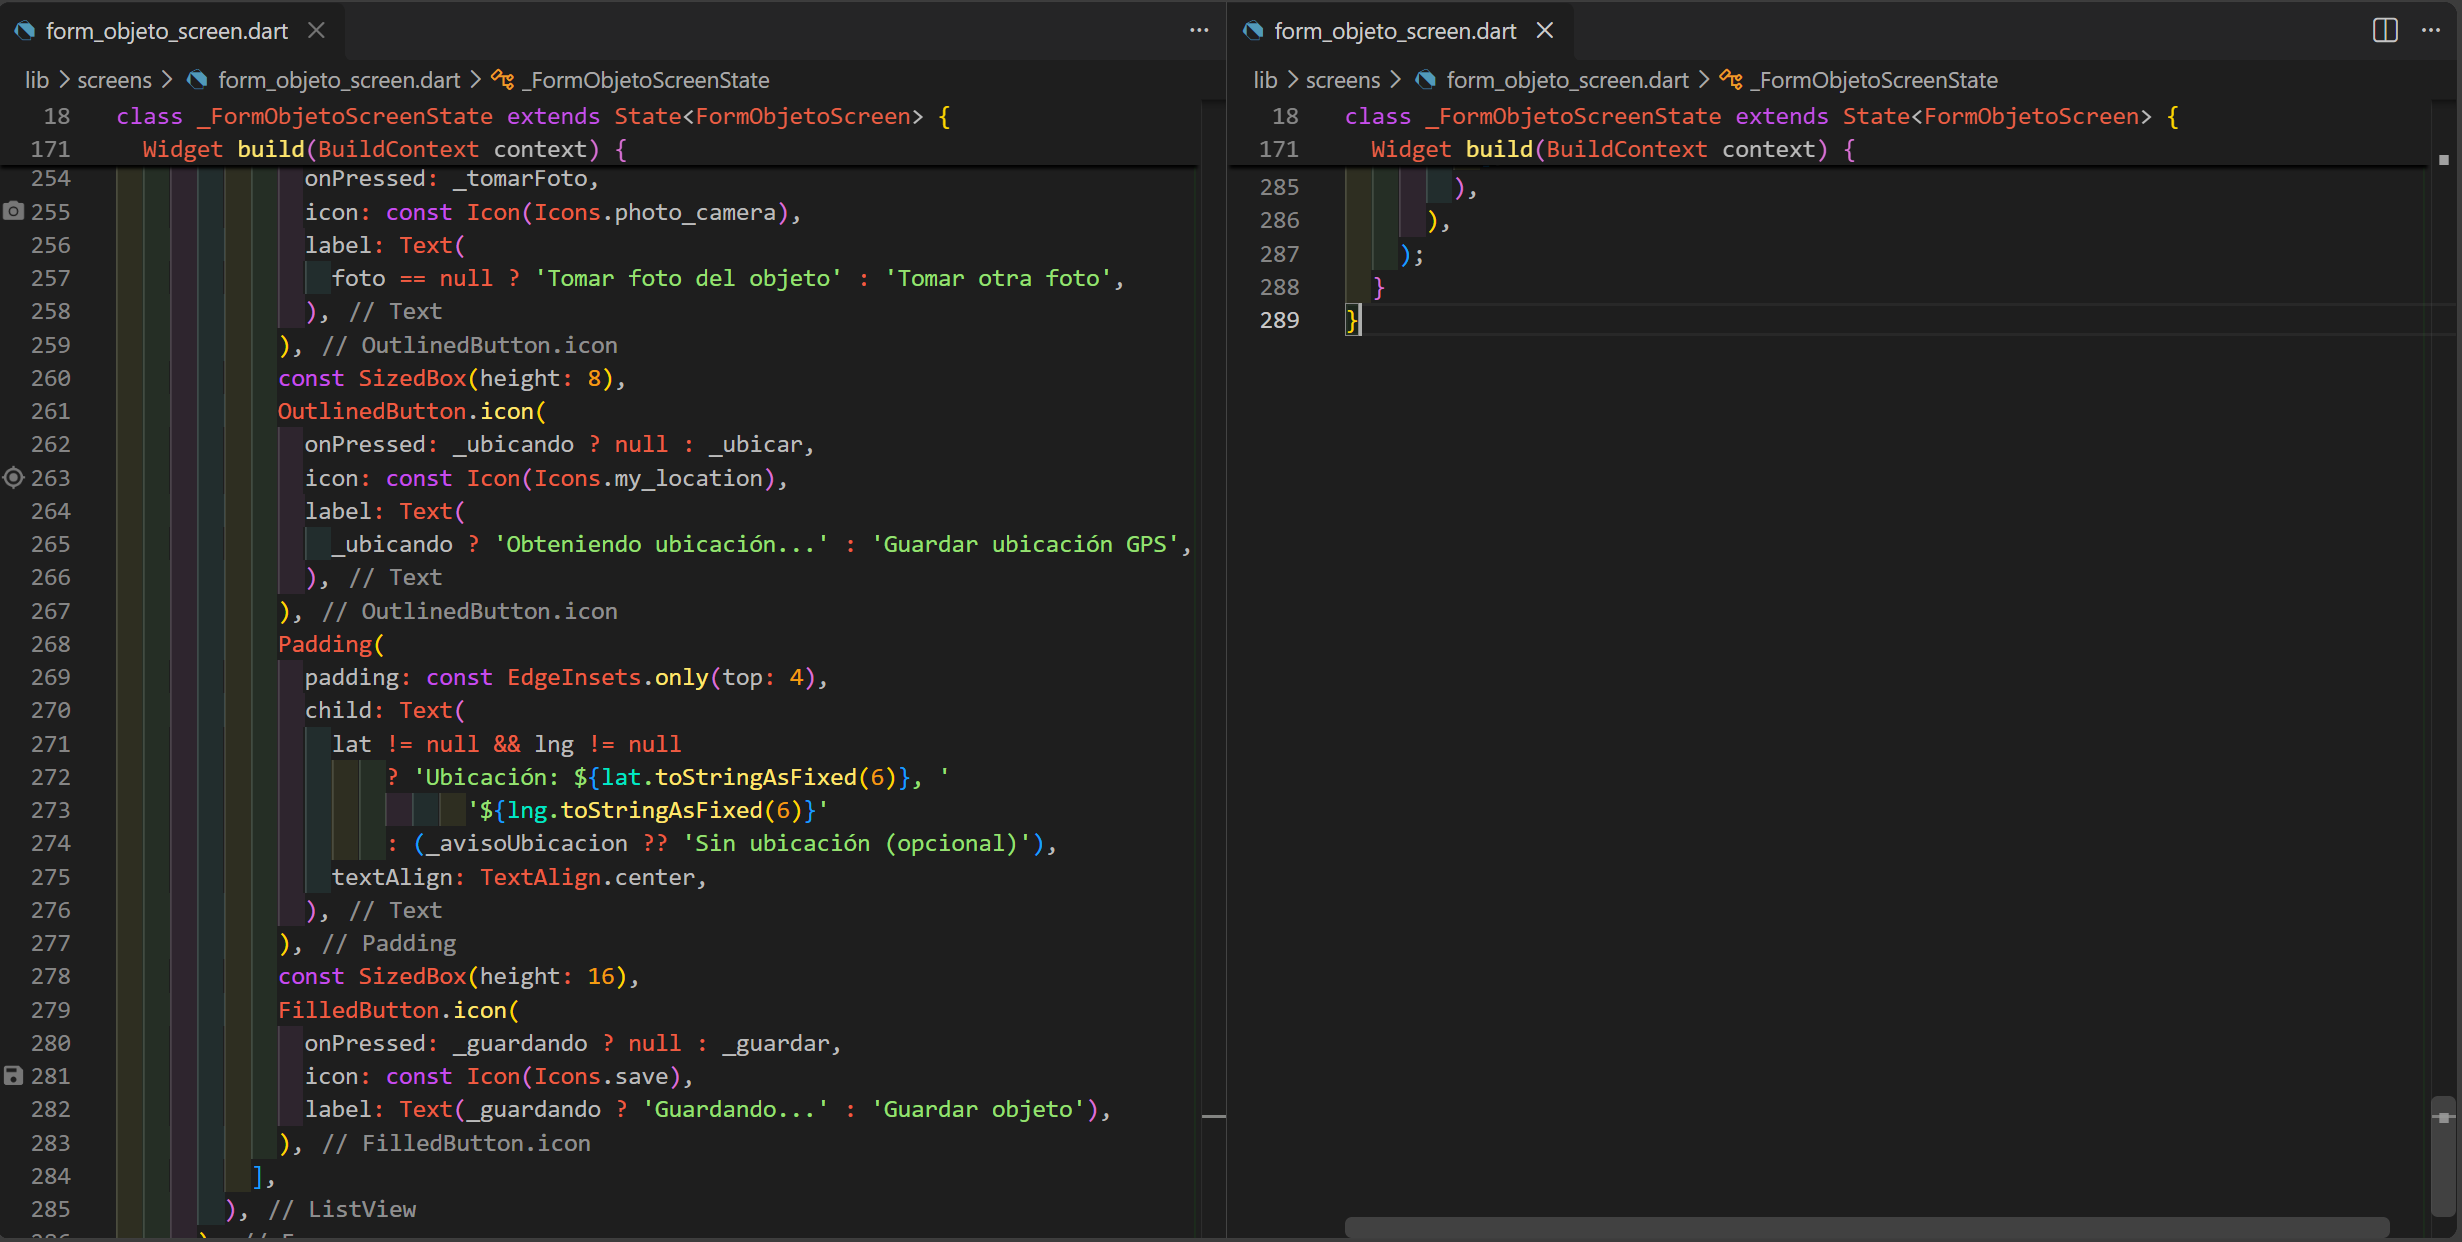 form_objeto_screen.dart
lib > screens > form_objeto_screen.dart > _FormObjetoScreenState
18 class _FormObjetoScreenState extends State<FormObjetoScreen> {
171 Widget build(BuildContext context) {
254 onPressed: _tomarFoto,
255 icon: const Icon(Icons.photo_camera),
256 label: Text(
257 foto == null ? 'Tomar foto del objeto' : 'Tomar otra foto',
258 ), // Text
259 ), // OutlinedButton.icon
260 const SizedBox(height: 8),
261 OutlinedButton.icon(
262 onPressed: _ubicando ? null : _ubicar,
263 icon: const Icon(Icons.my_location),
264 label: Text(
265 _ubicando ? 'Obteniendo ubicación...' : 'Guardar ubicación GPS',
266 ), // Text
267 ), // OutlinedButton.icon
268 Padding(
269 padding: const EdgeInsets.only(top: 4),
270 child: Text(
271 lat != null && lng != null
272 ? 'Ubicación: ${lat.toStringAsFixed(6)}, '
273 '${lng.toStringAsFixed(6)}'
274 : (_avisoUbicacion ?? 'Sin ubicación (opcional)'),
275 textAlign: TextAlign.center,
276 ), // Text
277 ), // Padding
278 const SizedBox(height: 16),
279 FilledButton.icon(
280 onPressed: _guardando ? null : _guardar,
281 icon: const Icon(Icons.save),
282 label: Text(_guardando ? 'Guardando...' : 'Guardar objeto'),
283 ), // FilledButton.icon
284 ],
285 ), // ListView
form_objeto_screen.dart
lib > screens > form_objeto_screen.dart > _FormObjetoScreenState
18 class _FormObjetoScreenState extends State<FormObjetoScreen> {
171 Widget build(BuildContext context) {
285 ),
286 ),
287 );
288 }
289 }